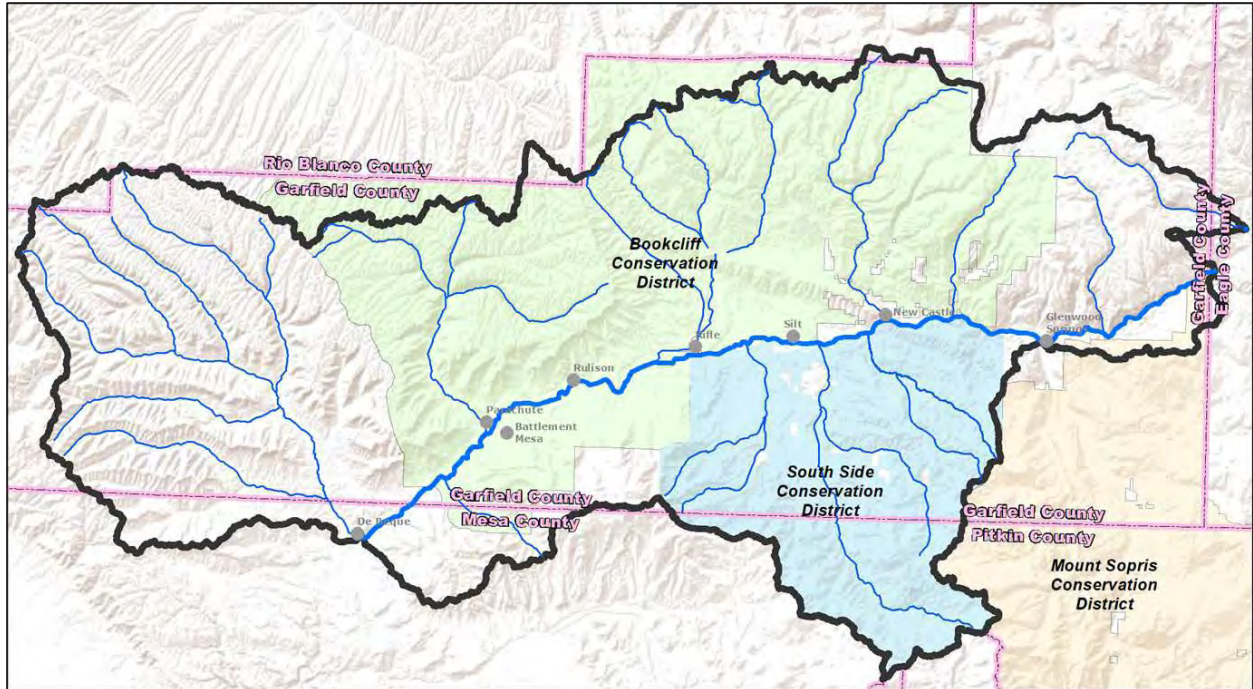 Rio Blanco County
Garfield County
Garfield County
Eagle County
Bookcliff
Conservation
District
New Castle
Silt
Glenwood
Rifle
Rulison
Parachute
Battlement
Mesa
South Side
Conservation
District
Garfield County
Mesa County
De Beque
Garfield County
Pitkin County
Mount Sopris
Conservation
District